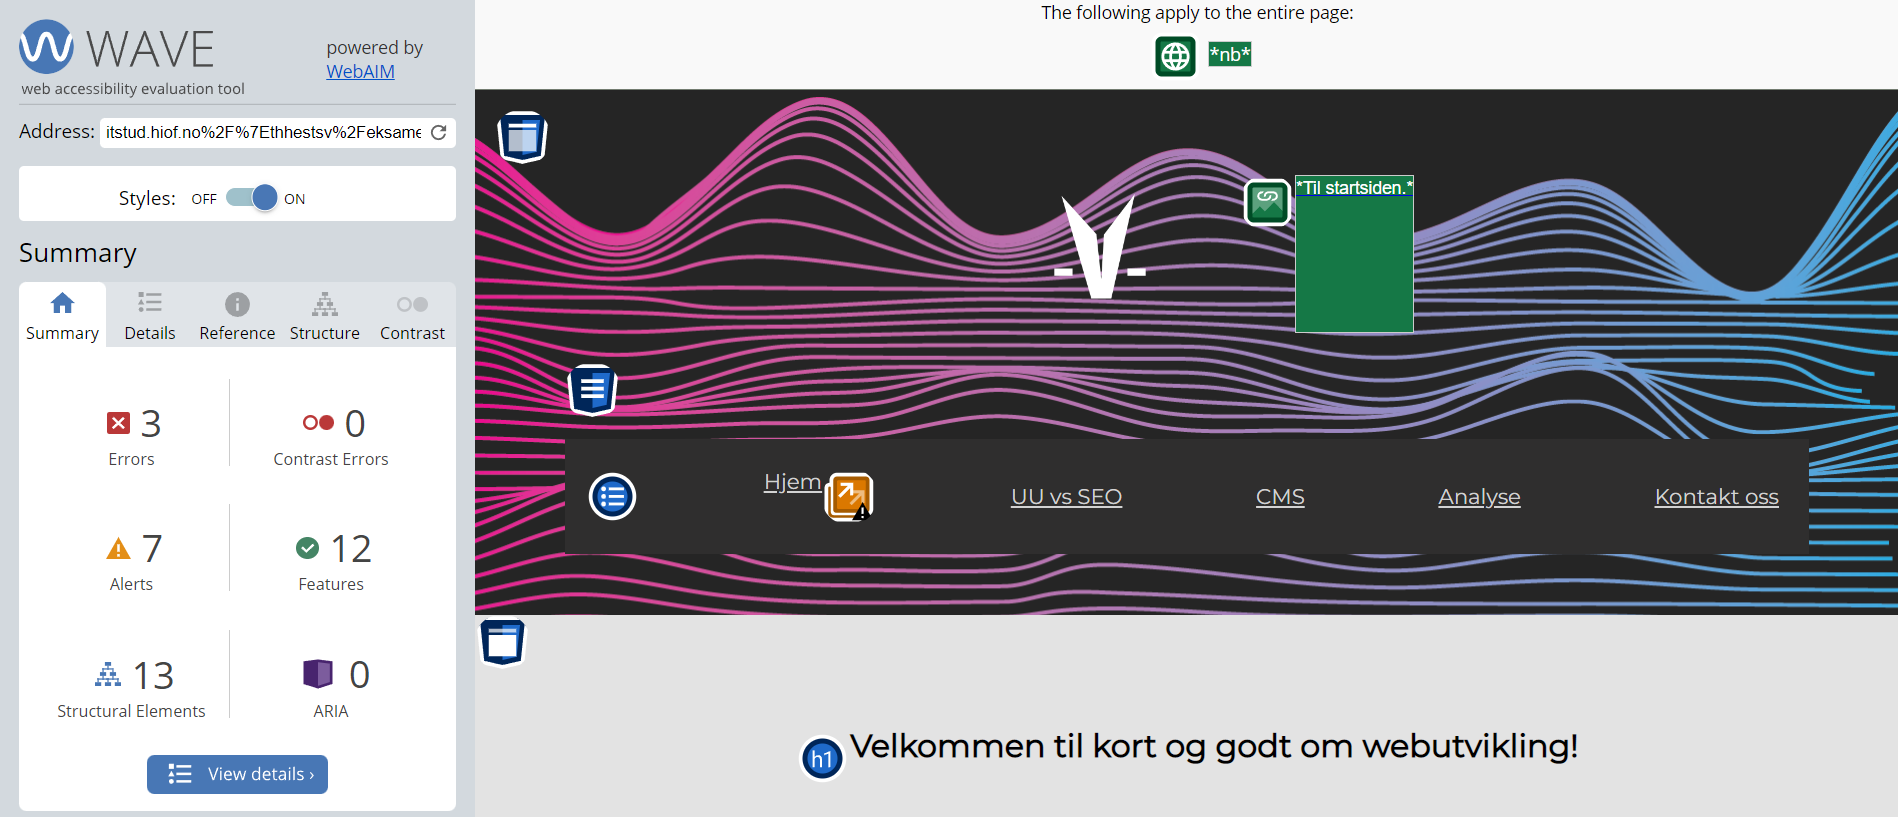 WAVE
powered by
WebAIM
web accessibility evaluation tool
Address: itstud.hiof.no%2F%7Ethhestsv%2Feksame
Styles: OFF ON
Summary
Summary Details Reference Structure Contrast
3 0
Errors Contrast Errors
7 12
Alerts Features
13 0
Structural Elements ARIA
View details ›
The following apply to the entire page:
*nb*
*Til startsiden.*
Hjem UU vs SEO CMS Analyse Kontakt oss
h1 Velkommen til kort og godt om webutvikling!